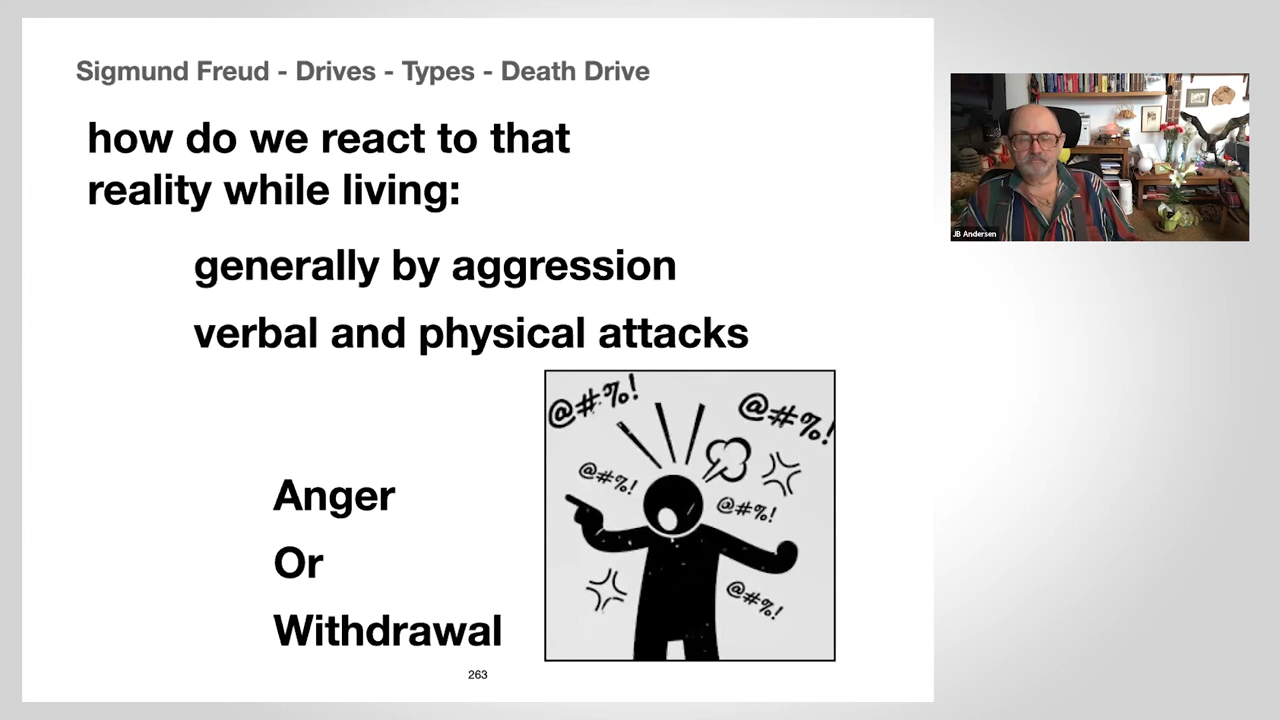 Sigmund Freud - Drives - Types - Death Drive
how do we react to that
reality while living:
generally by aggression
verbal and physical attacks
@#%!
@#%!
@#%!
@#%!
@#%!
Anger
Or
Withdrawal
263
JB Andersen